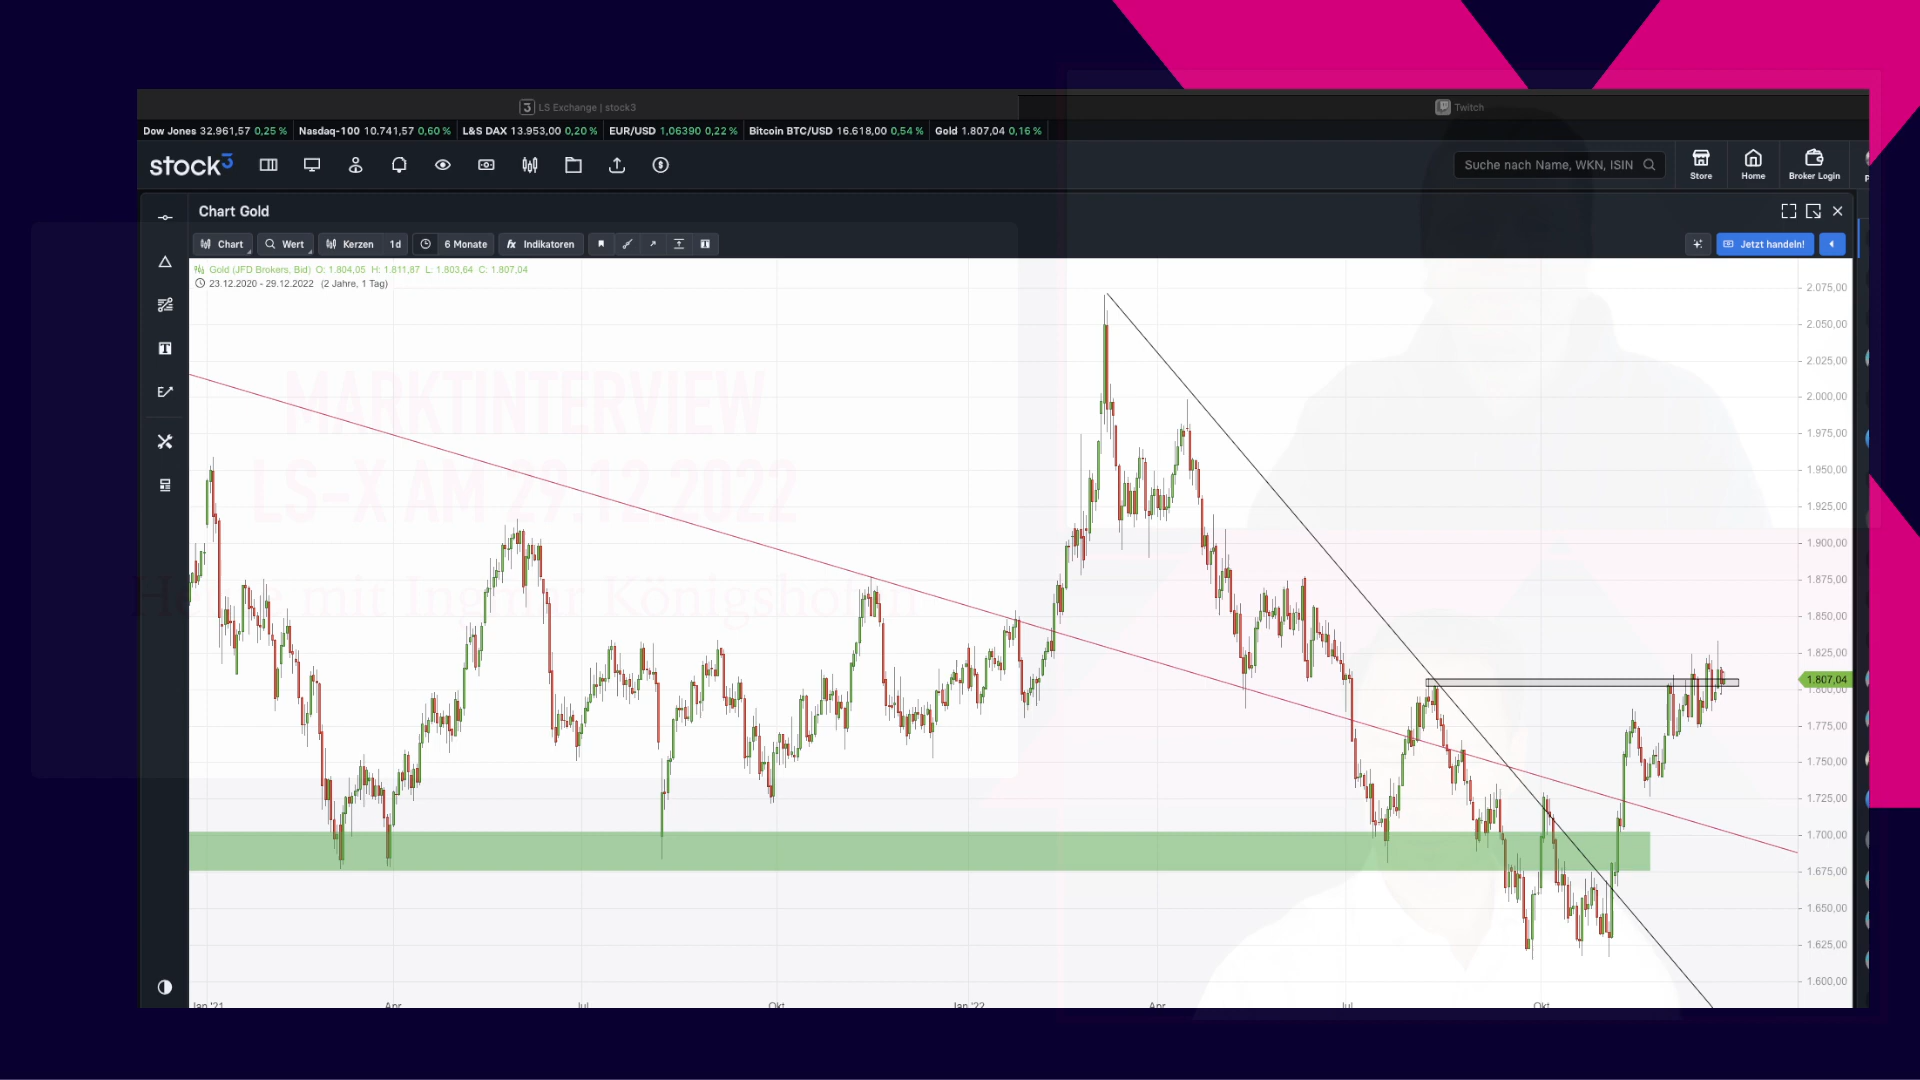 LS Exchange | stock3
Twitch
Dow Jones 32.961,57 0,25 % Nasdaq-100 10.741,57 0,60 % L&S DAX 13.953,00 0,20 % EUR/USD 1,06390 0,22 % Bitcoin BTC/USD 16.618,00 0,54 % Gold 1.807,04 0,16 %
stock3
Suche nach Name, WKN, ISIN
Store
Home
Broker Login
Chart Gold
Chart
Wert
Kerzen
1d
6 Monate
fx Indikatoren
Jetzt handeln!
Gold (JFD Brokers, Bid) O: 1.804,05 H: 1.811,87 L: 1.803,64 C: 1.807,04
23.12.2020 - 29.12.2022 (2 Jahre, 1 Tag)
MARKTINTERVIEW
LS-X AM 29.12.2022
2.075,00
2.050,00
2.025,00
2.000,00
1.975,00
1.950,00
1.925,00
1.900,00
1.875,00
1.850,00
1.825,00
1.807,04
1.800,00
1.775,00
1.750,00
1.725,00
1.700,00
1.675,00
1.650,00
1.625,00
1.600,00
Jan '21 Apr Jul Okt Jan '22 Apr Jul Okt